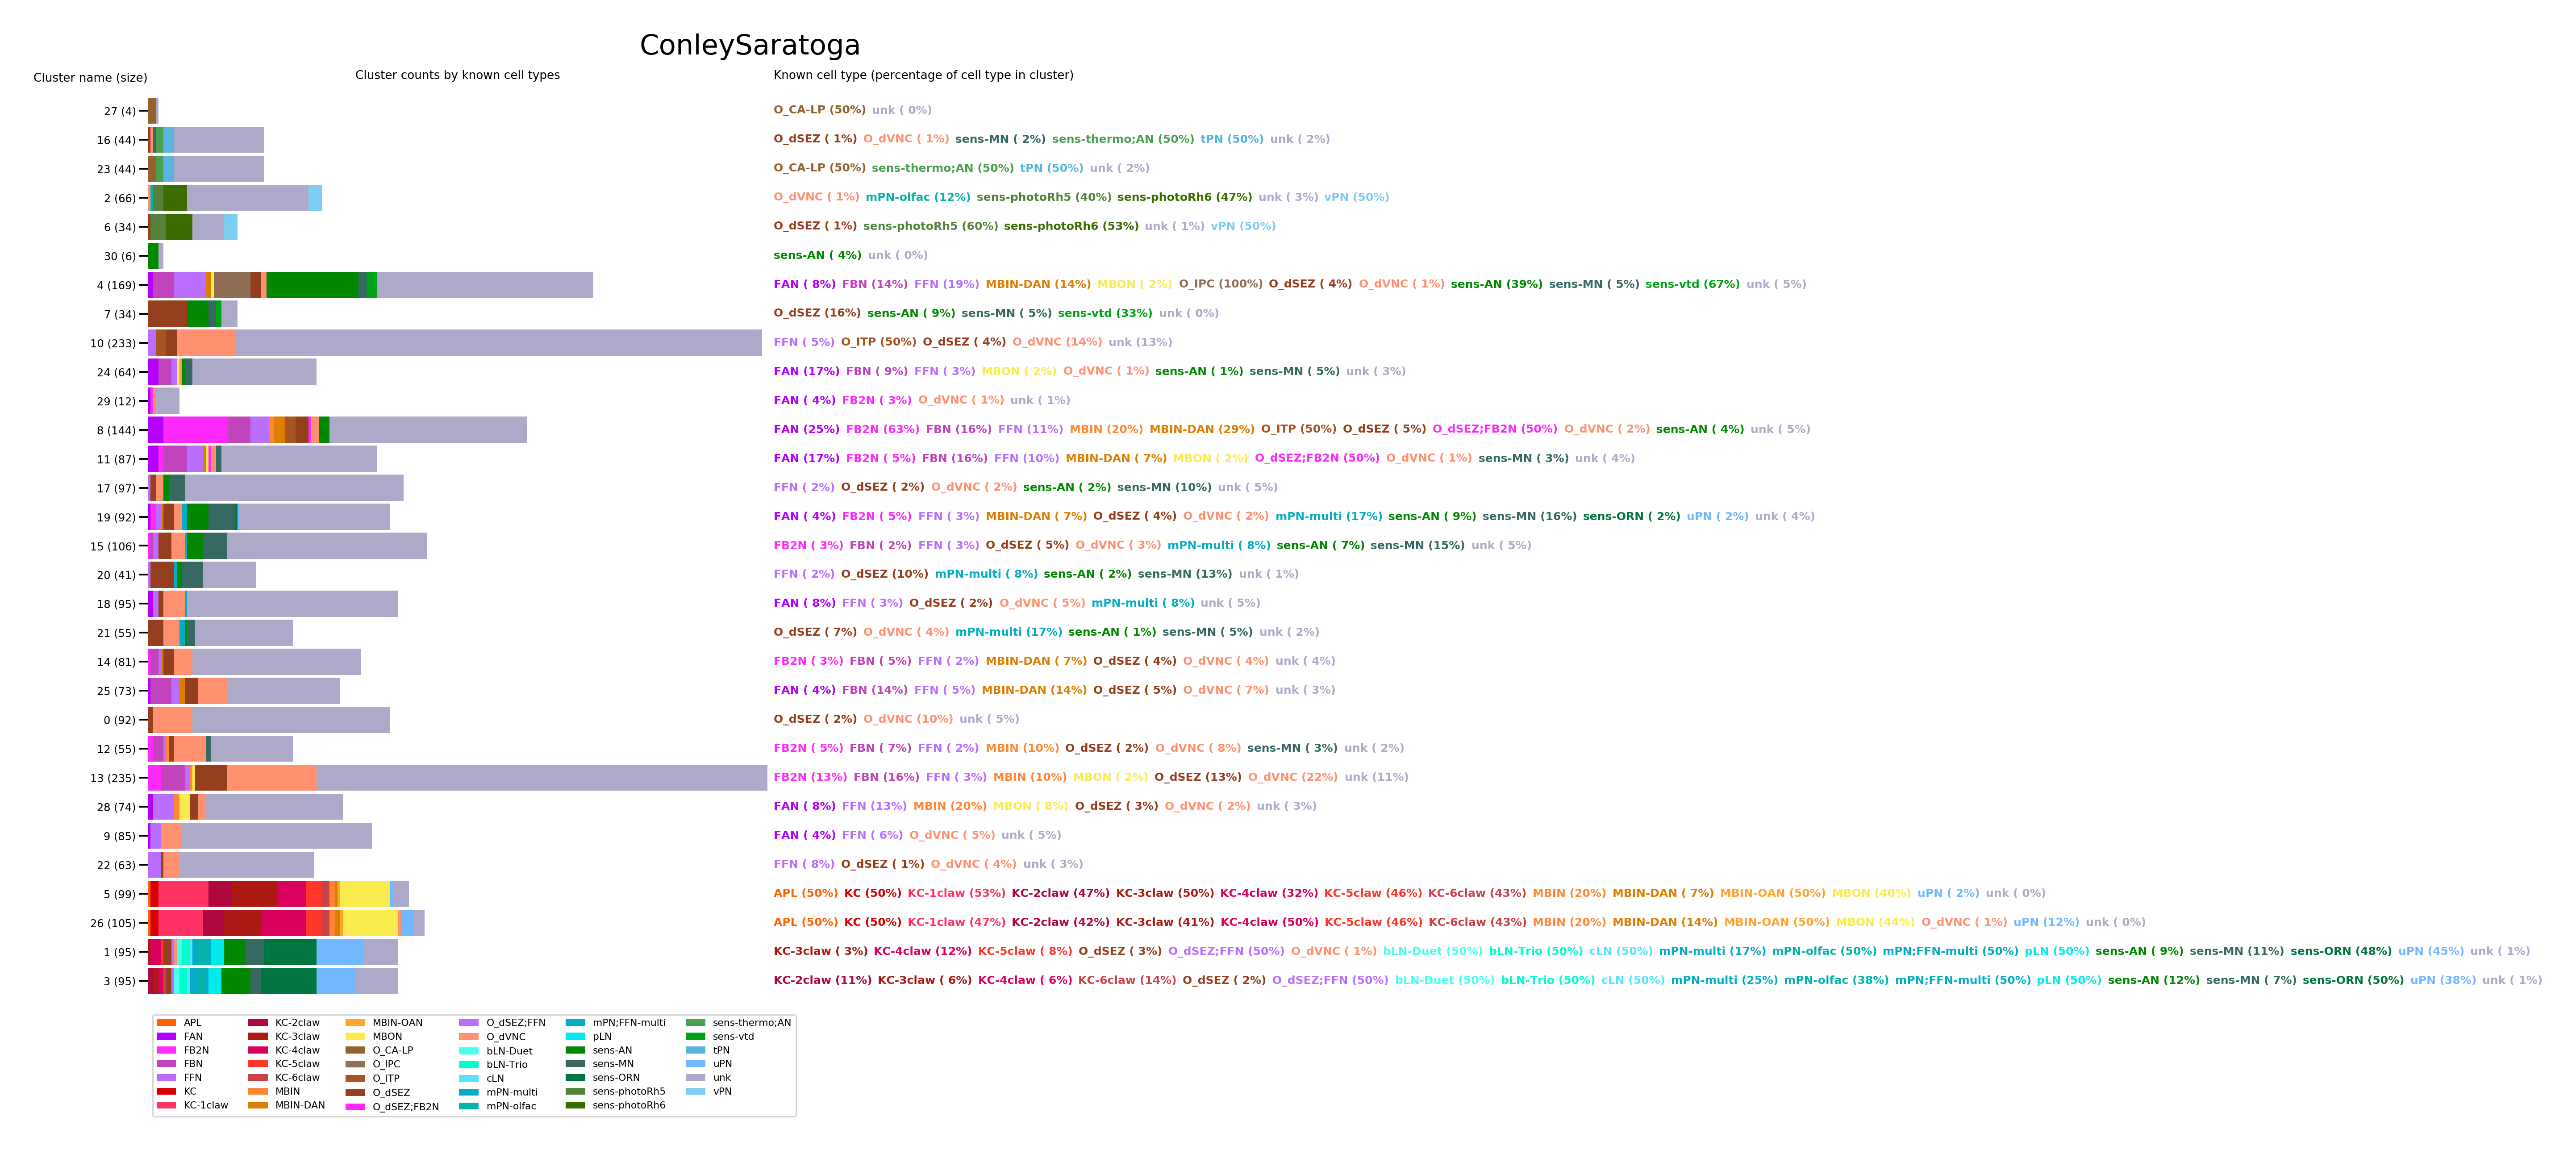 ConleySaratoga
Cluster name (size) Cluster counts by known cell types Known cell type (percentage of cell type in cluster)
27 (4) O_CA-LP (50%) unk ( 0%)
16 (44) O_dSEZ ( 1%) O_dVNC ( 1%) sens-MN ( 2%) sens-thermo;AN (50%) tPN (50%) unk ( 2%)
23 (44) O_CA-LP (50%) sens-thermo;AN (50%) tPN (50%) unk ( 2%)
2 (66) O_dVNC ( 1%) mPN-olfac (12%) sens-photoRh5 (40%) sens-photoRh6 (47%) unk ( 3%) vPN (50%)
6 (34) O_dSEZ ( 1%) sens-photoRh5 (60%) sens-photoRh6 (53%) unk ( 1%) vPN (50%)
30 (6) sens-AN ( 4%) unk ( 0%)
4 (169) FAN ( 8%) FBN (14%) FFN (19%) MBIN-DAN (14%) MBON ( 2%) O_IPC (100%) O_dSEZ ( 4%) O_dVNC ( 1%) sens-AN (39%) sens-MN ( 5%) sens-vtd (67%) unk ( 5%)
7 (34) O_dSEZ (16%) sens-AN ( 9%) sens-MN ( 5%) sens-vtd (33%) unk ( 0%)
10 (233) FFN ( 5%) O_ITP (50%) O_dSEZ ( 4%) O_dVNC (14%) unk (13%)
24 (64) FAN (17%) FBN ( 9%) FFN ( 3%) MBON ( 2%) O_dVNC ( 1%) sens-AN ( 1%) sens-MN ( 5%) unk ( 3%)
29 (12) FAN ( 4%) FB2N ( 3%) O_dVNC ( 1%) unk ( 1%)
8 (144) FAN (25%) FB2N (63%) FBN (16%) FFN (11%) MBIN (20%) MBIN-DAN (29%) O_ITP (50%) O_dSEZ ( 5%) O_dSEZ;FB2N (50%) O_dVNC ( 2%) sens-AN ( 4%) unk ( 5%)
11 (87) FAN (17%) FB2N ( 5%) FBN (16%) FFN (10%) MBIN-DAN ( 7%) MBON ( 2%) O_dSEZ;FB2N (50%) O_dVNC ( 1%) sens-MN ( 3%) unk ( 4%)
17 (97) FFN ( 2%) O_dSEZ ( 2%) O_dVNC ( 2%) sens-AN ( 2%) sens-MN (10%) unk ( 5%)
19 (92) FAN ( 4%) FB2N ( 5%) FFN ( 3%) MBIN-DAN ( 7%) O_dSEZ ( 4%) O_dVNC ( 2%) mPN-multi (17%) sens-AN ( 9%) sens-MN (16%) sens-ORN ( 2%) uPN ( 2%) unk ( 4%)
15 (106) FB2N ( 3%) FBN ( 2%) FFN ( 3%) O_dSEZ ( 5%) O_dVNC ( 3%) mPN-multi ( 8%) sens-AN ( 7%) sens-MN (15%) unk ( 5%)
20 (41) FFN ( 2%) O_dSEZ (10%) mPN-multi ( 8%) sens-AN ( 2%) sens-MN (13%) unk ( 1%)
18 (95) FAN ( 8%) FFN ( 3%) O_dSEZ ( 2%) O_dVNC ( 5%) mPN-multi ( 8%) unk ( 5%)
21 (55) O_dSEZ ( 7%) O_dVNC ( 4%) mPN-multi (17%) sens-AN ( 1%) sens-MN ( 5%) unk ( 2%)
14 (81) FB2N ( 3%) FBN ( 5%) FFN ( 2%) MBIN-DAN ( 7%) O_dSEZ ( 4%) O_dVNC ( 4%) unk ( 4%)
25 (73) FAN ( 4%) FBN (14%) FFN ( 5%) MBIN-DAN (14%) O_dSEZ ( 5%) O_dVNC ( 7%) unk ( 3%)
0 (92) O_dSEZ ( 2%) O_dVNC (10%) unk ( 5%)
12 (55) FB2N ( 5%) FBN ( 7%) FFN ( 2%) MBIN (10%) O_dSEZ ( 2%) O_dVNC ( 8%) sens-MN ( 3%) unk ( 2%)
13 (235) FB2N (13%) FBN (16%) FFN ( 3%) MBIN (10%) MBON ( 2%) O_dSEZ (13%) O_dVNC (22%) unk (11%)
28 (74) FAN ( 8%) FFN (13%) MBIN (20%) MBON ( 8%) O_dSEZ ( 3%) O_dVNC ( 2%) unk ( 3%)
9 (85) FAN ( 4%) FFN ( 6%) O_dVNC ( 5%) unk ( 5%)
22 (63) FFN ( 8%) O_dSEZ ( 1%) O_dVNC ( 4%) unk ( 3%)
5 (99) APL (50%) KC (50%) KC-1claw (53%) KC-2claw (47%) KC-3claw (50%) KC-4claw (32%) KC-5claw (46%) KC-6claw (43%) MBIN (20%) MBIN-DAN ( 7%) MBIN-OAN (50%) MBON (40%) uPN ( 2%) unk ( 0%)
26 (105) APL (50%) KC (50%) KC-1claw (47%) KC-2claw (42%) KC-3claw (41%) KC-4claw (50%) KC-5claw (46%) KC-6claw (43%) MBIN (20%) MBIN-DAN (14%) MBIN-OAN (50%) MBON (44%) O_dVNC ( 1%) uPN (12%) unk ( 0%)
1 (95) KC-3claw ( 3%) KC-4claw (12%) KC-5claw ( 8%) O_dSEZ ( 3%) O_dSEZ;FFN (50%) O_dVNC ( 1%) bLN-Duet (50%) bLN-Trio (50%) cLN (50%) mPN-multi (17%) mPN-olfac (50%) mPN;FFN-multi (50%) pLN (50%) sens-AN ( 9%) sens-MN (11%) sens-ORN (48%) uPN (45%) unk ( 1%)
3 (95) KC-2claw (11%) KC-3claw ( 6%) KC-4claw ( 6%) KC-6claw (14%) O_dSEZ ( 2%) O_dSEZ;FFN (50%) bLN-Duet (50%) bLN-Trio (50%) cLN (50%) mPN-multi (25%) mPN-olfac (38%) mPN;FFN-multi (50%) pLN (50%) sens-AN (12%) sens-MN ( 7%) sens-ORN (50%) uPN (38%) unk ( 1%)
APL KC-2claw MBIN-OAN O_dSEZ;FFN mPN;FFN-multi sens-thermo;AN
FAN KC-3claw MBON O_dVNC pLN sens-vtd
FB2N KC-4claw O_CA-LP bLN-Duet sens-AN tPN
FBN KC-5claw O_IPC bLN-Trio sens-MN uPN
FFN KC-6claw O_ITP cLN sens-ORN unk
KC MBIN O_dSEZ mPN-multi sens-photoRh5 vPN
KC-1claw MBIN-DAN O_dSEZ;FB2N mPN-olfac sens-photoRh6